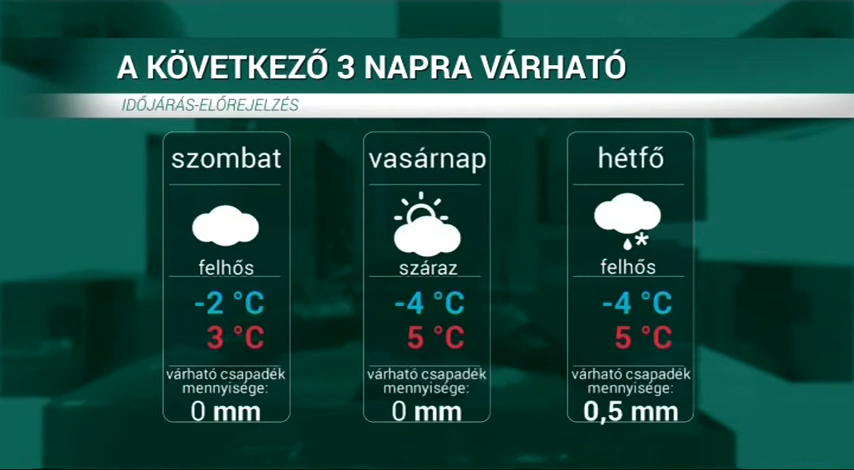 A KÖVETKEZŐ 3 NAPRA VÁRHATÓ
IDŐJÁRÁS-ELŐREJELZÉS
szombat
felhős
-2 °C
3 °C
várható csapadék
mennyisége:
0 mm
vasárnap
száraz
-4 °C
5 °C
várható csapadék
mennyisége:
0 mm
hétfő
felhős
-4 °C
5 °C
várható csapadék
mennyisége:
0,5 mm